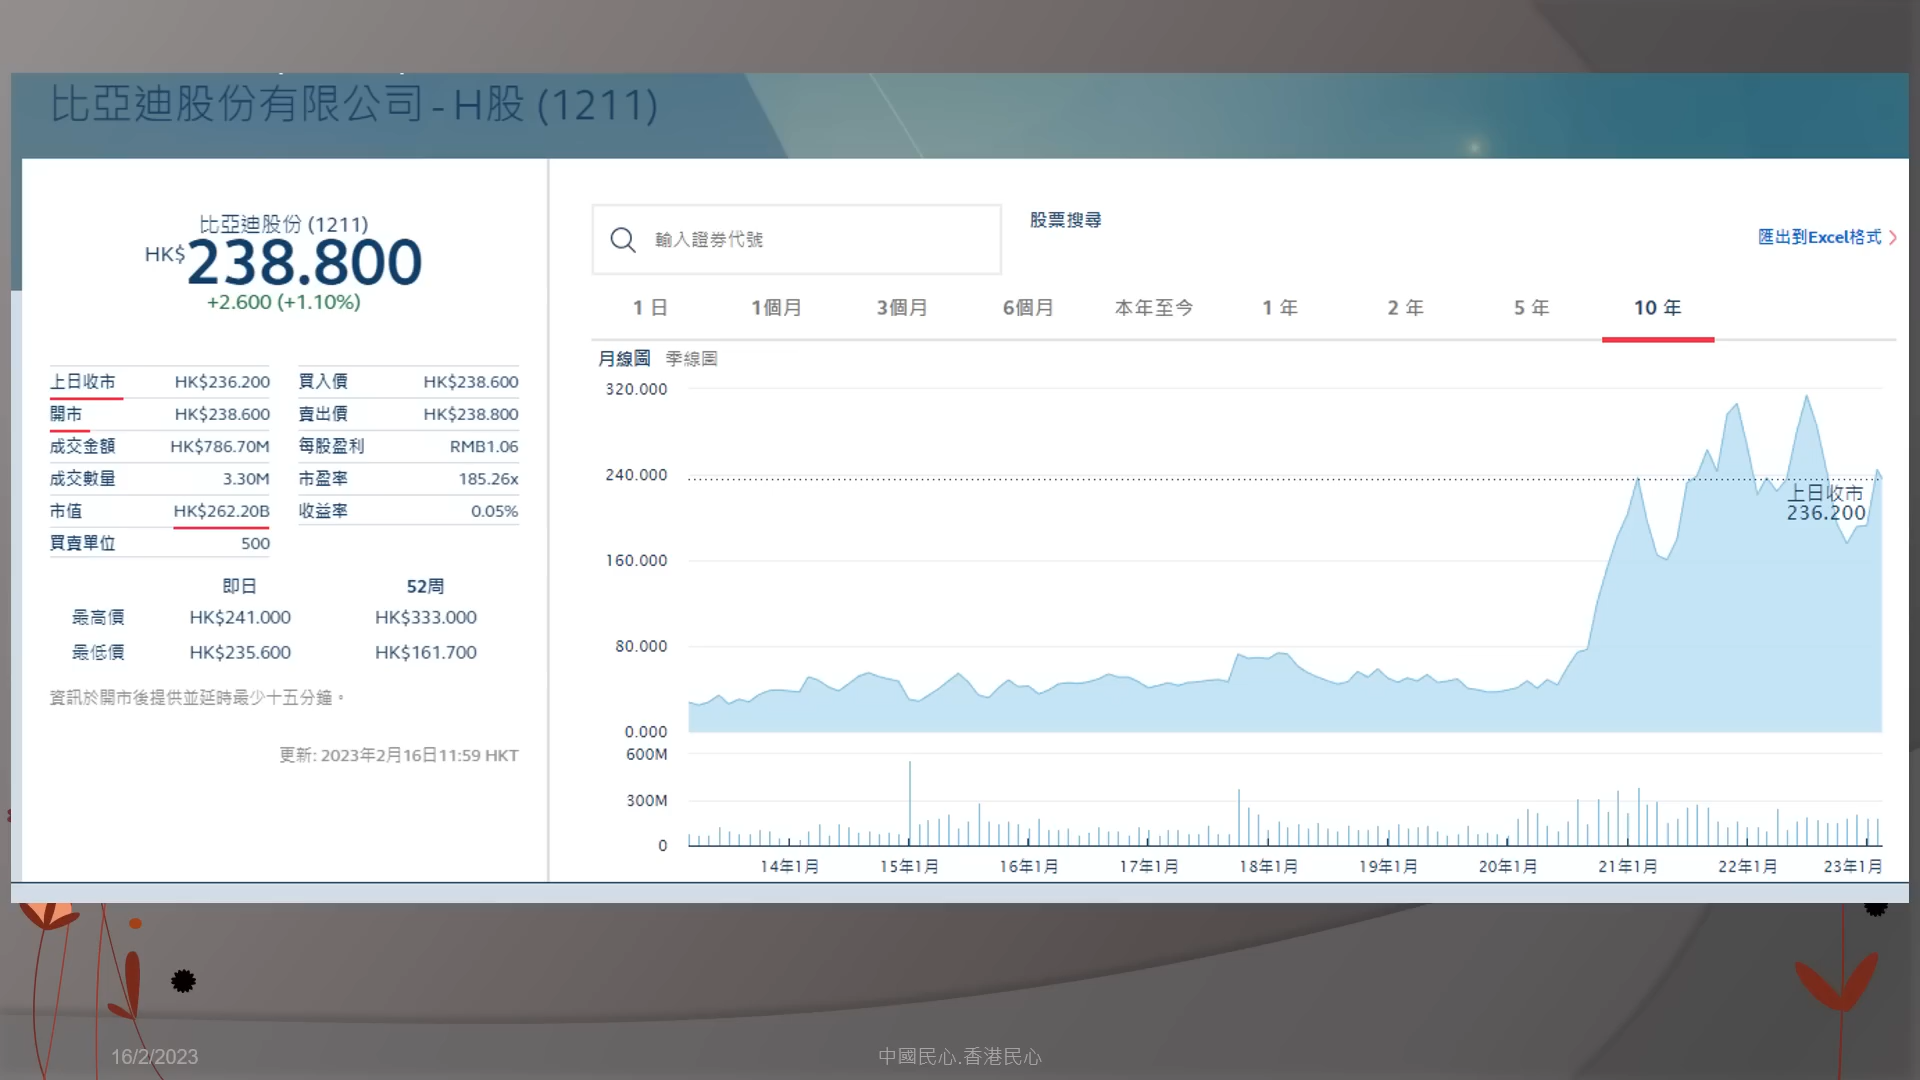 比亞迪股份有限公司 - H股 (1211)
比亞迪股份 (1211)
HK$238.800
+2.600 (+1.10%)
上日收市 HK$236.200 買入價 HK$238.600
開市 HK$238.600 賣出價 HK$238.800
成交金額 HK$786.70M 每股盈利 RMB1.06
成交數量 3.30M 市盈率 185.26x
市值 HK$262.20B 收益率 0.05%
買賣單位 500
即日 52周
最高價 HK$241.000 HK$333.000
最低價 HK$235.600 HK$161.700
資訊於開市後提供並延時最少十五分鐘。
更新: 2023年2月16日11:59 HKT
輸入證券代號
股票搜尋
匯出到Excel格式
1 日 1個月 3個月 6個月 本年至今 1 年 2 年 5 年 10 年
月線圖 季線圖
320.000
240.000
上日收市
236.200
160.000
80.000
0.000
600M
300M
0
14年1月 15年1月 16年1月 17年1月 18年1月 19年1月 20年1月 21年1月 22年1月 23年1月
16/2/2023
中國民心.香港民心